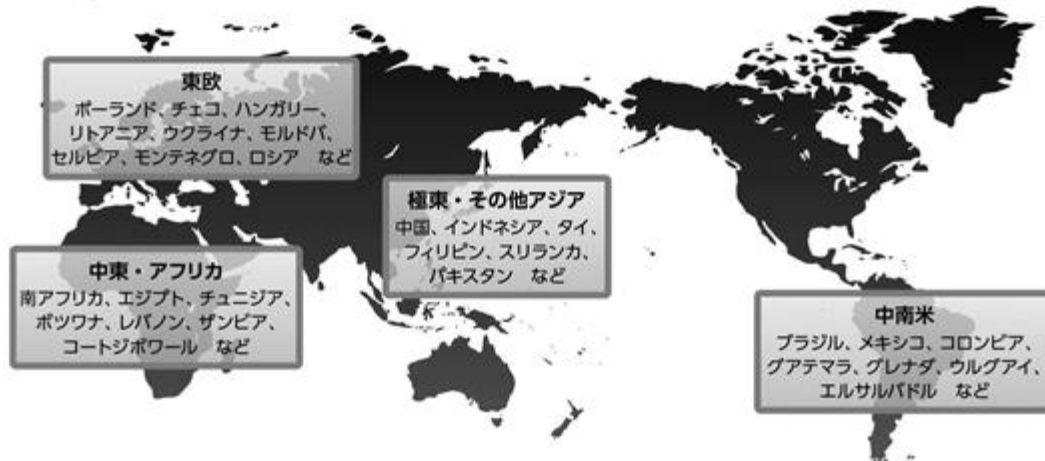 東欧
ポーランド、チェコ、ハンガリー、
リトアニア、ウクライナ、モルドバ、
セルビア、モンテネグロ、ロシア　など
極東・その他アジア
中国、インドネシア、タイ、
フィリピン、スリランカ、
パキスタン　など
中東・アフリカ
南アフリカ、エジプト、チュニジア、
ボツワナ、レバノン、ザンビア、
コートジボワール　など
中南米
ブラジル、メキシコ、コロンビア、
グアテマラ、グレナダ、ウルグアイ、
エルサルバドル　など